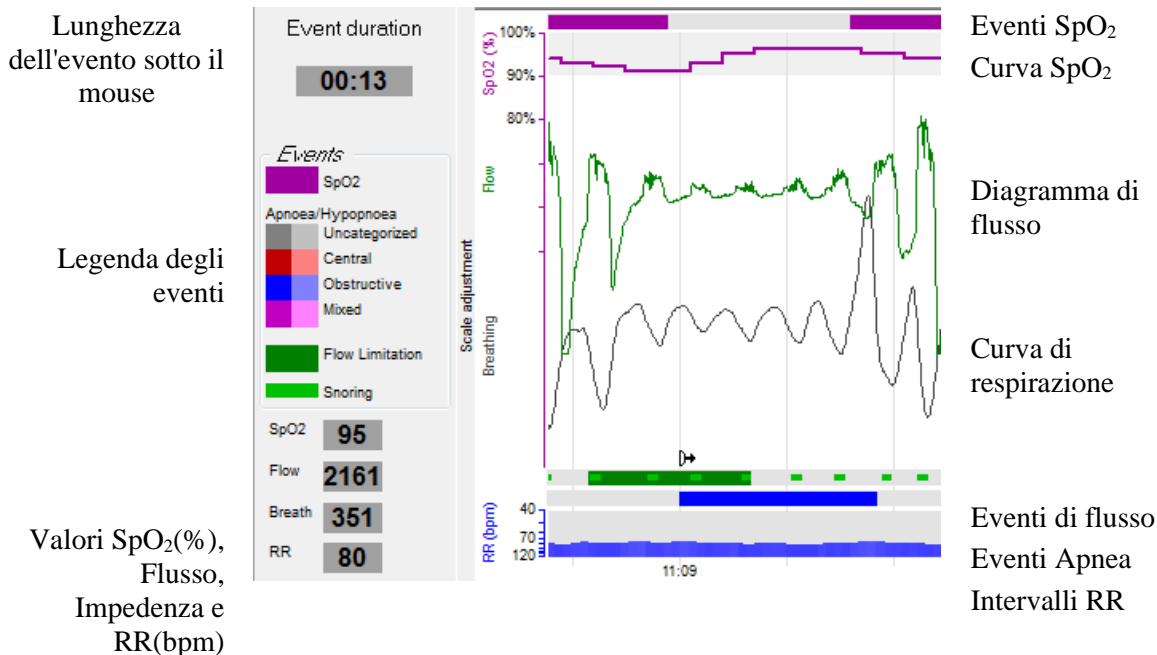 Lunghezza
dell'evento sotto il
mouse
Legenda degli
eventi
Valori SpO₂(%),
Flusso,
Impedenza e
RR(bpm)
Event duration
00:13
Events
SpO2
Apnoea/Hypopnoea
Uncategorized
Central
Obstructive
Mixed
Flow Limitation
Snoring
SpO2 95
Flow 2161
Breath 351
RR 80
Scale adjustment
SpO2 (%)
100%
90%
80%
Flow
Breathing
RR (bpm)
40
70
120
11:09
Eventi SpO₂
Curva SpO₂
Diagramma di
flusso
Curva di
respirazione
Eventi di flusso
Eventi Apnea
Intervalli RR